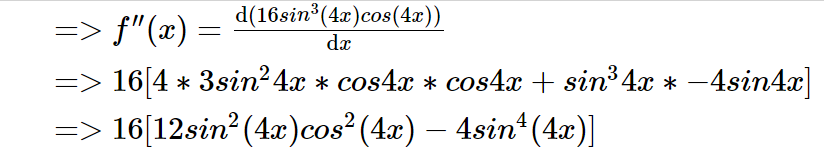 => f''(x) = d(16sin³(4x)cos(4x))/dx
=> 16[4 * 3sin²4x * cos4x * cos4x + sin³4x * −4sin4x]
=> 16[12sin²(4x)cos²(4x) − 4sin⁴(4x)]